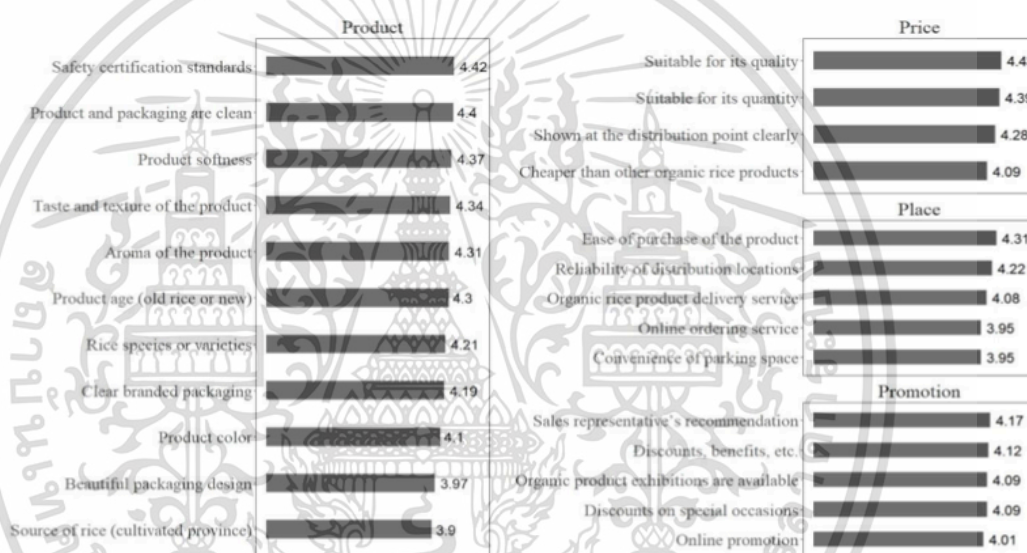 Product
Safety certification standards 4.42
Product and packaging are clean 4.4
Product softness 4.37
Taste and texture of the product 4.34
Aroma of the product 4.31
Product age (old rice or new) 4.3
Rice species or varieties 4.21
Clear branded packaging 4.19
Product color 4.1
Beautiful packaging design 3.97
Source of rice (cultivated province) 3.9
Price
Suitable for its quality
Suitable for its quantity 4.39
Shown at the distribution point clearly 4.28
Cheaper than other organic rice products 4.09
Place
Ease of purchase of the product 4.31
Reliability of distribution locations 4.22
Organic rice product delivery service 4.08
Online ordering service 3.95
Convenience of parking space 3.95
Promotion
Sales representative's recommendation 4.17
Discounts, benefits, etc. 4.12
Organic product exhibitions are available 4.09
Discounts on special occasions 4.09
Online promotion 4.01